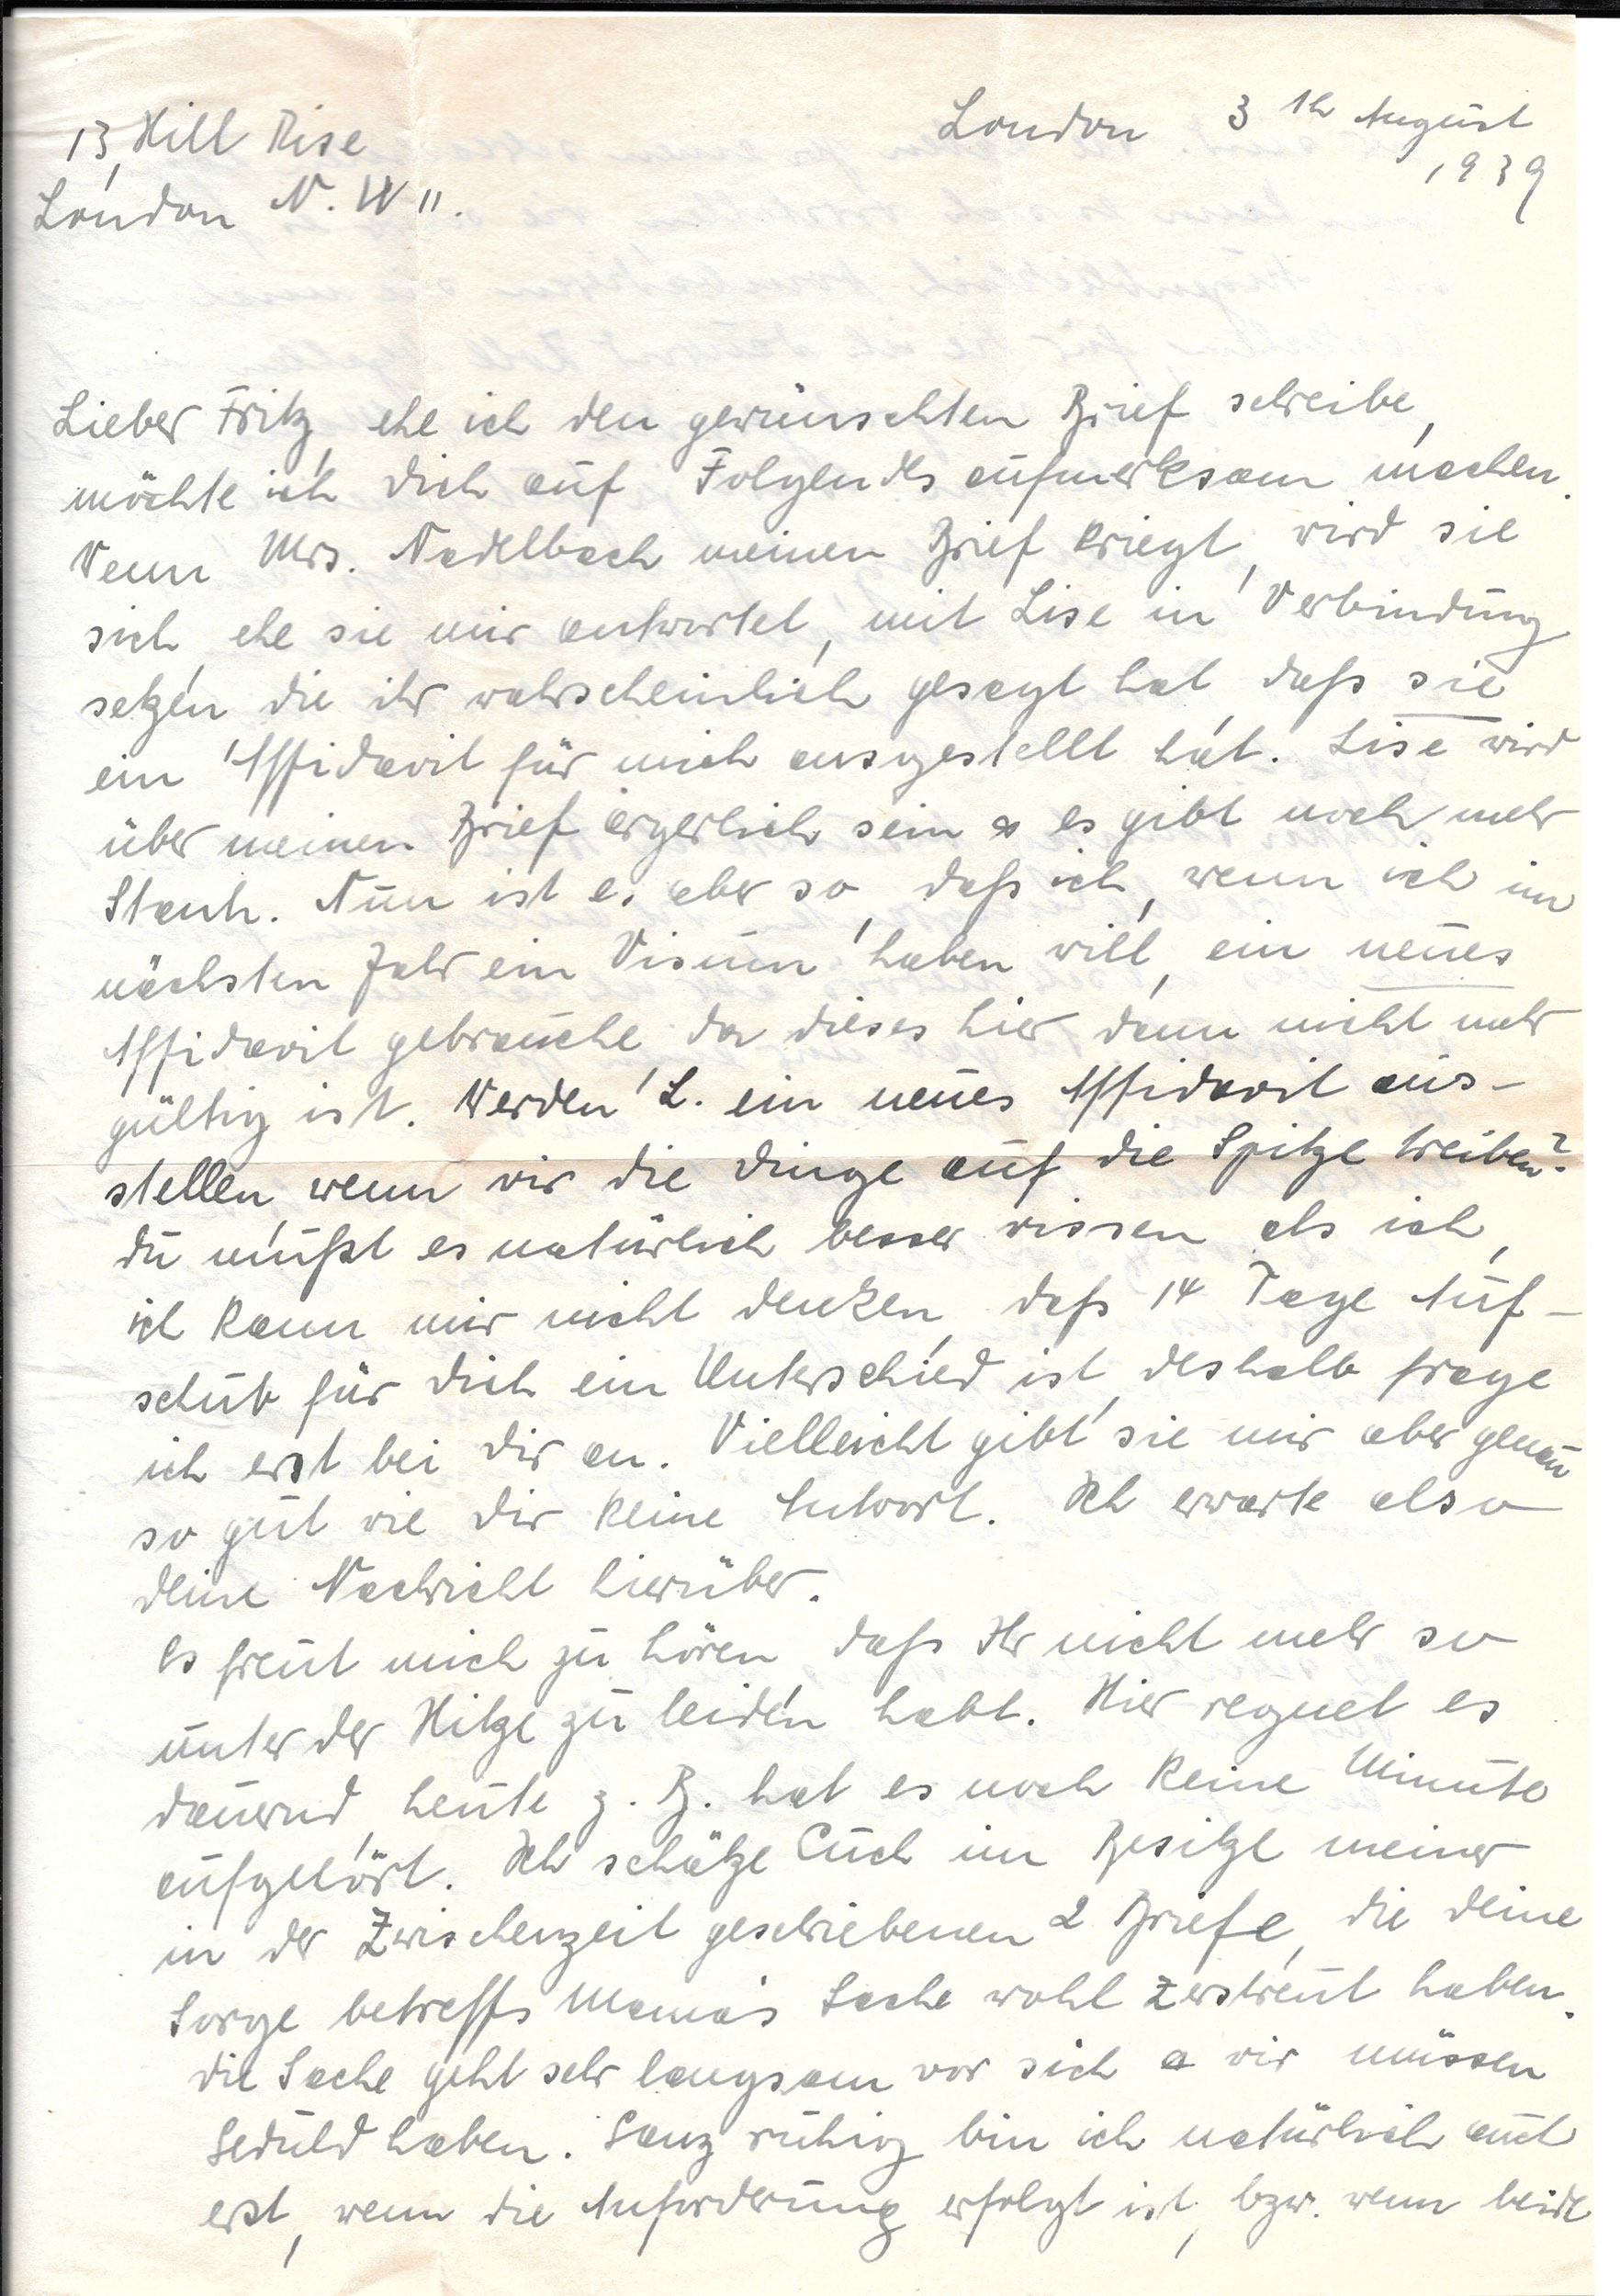 13, Hill Rise
London N.W 11.
London 3 th August
1939
Lieber Fritz, ehe ich den gewünschten Brief schreibe,
möchte ich Dich auf Folgendes aufmerksam machen.
Wenn Mrs. Nadelbach meinen Brief kriegt, wird sie
sich, ehe sie mir antwortet, mit Lise in Verbindung
setzen, die ihr wahrscheinlich gesagt hat, daß sie
ein Affidavit für mich ausgestellt hat. Lise wird
über meinen Brief ärgerlich sein & es gibt noch mehr
Stank. Nun ist es aber so, daß ich, wenn ich im
nächsten Jahr ein Visum haben will, ein neues
Affidavit gebrauche, da dieses hier dann nicht mehr
gültig ist. Werden L. ein neues Affidavit aus-
stellen, wenn wir die Dinge auf die Spitze treiben?
Du mußt es natürlich besser wissen als ich,
ich kann mir nicht denken, daß 14 Tage Auf-
schub für Dich ein Unterschied ist, deshalb frage
ich erst bei Dir an. Vielleicht gibt sie mir aber genau
so gut wie Dir keine Antwort. Ich erwarte also
Deine Nachricht hierüber.
Es freut mich zu hören, daß Ihr nicht mehr so
unter der Hitze zu leiden habt. Hier regnet es
dauernd, heute z. B. hat es noch keine Minute
aufgehört. Ich schätze Euch im Besitze meiner
in der Zwischenzeit geschriebenen 2 Briefe, die Deine
Sorge betreffs Mama's Sache wohl zerstreut haben.
Die Sache geht sehr langsam vor sich & wir müssen
Geduld haben. Ganz ruhig bin ich natürlich auch
erst, wenn die Anforderung erfolgt ist, bzw. wenn beide